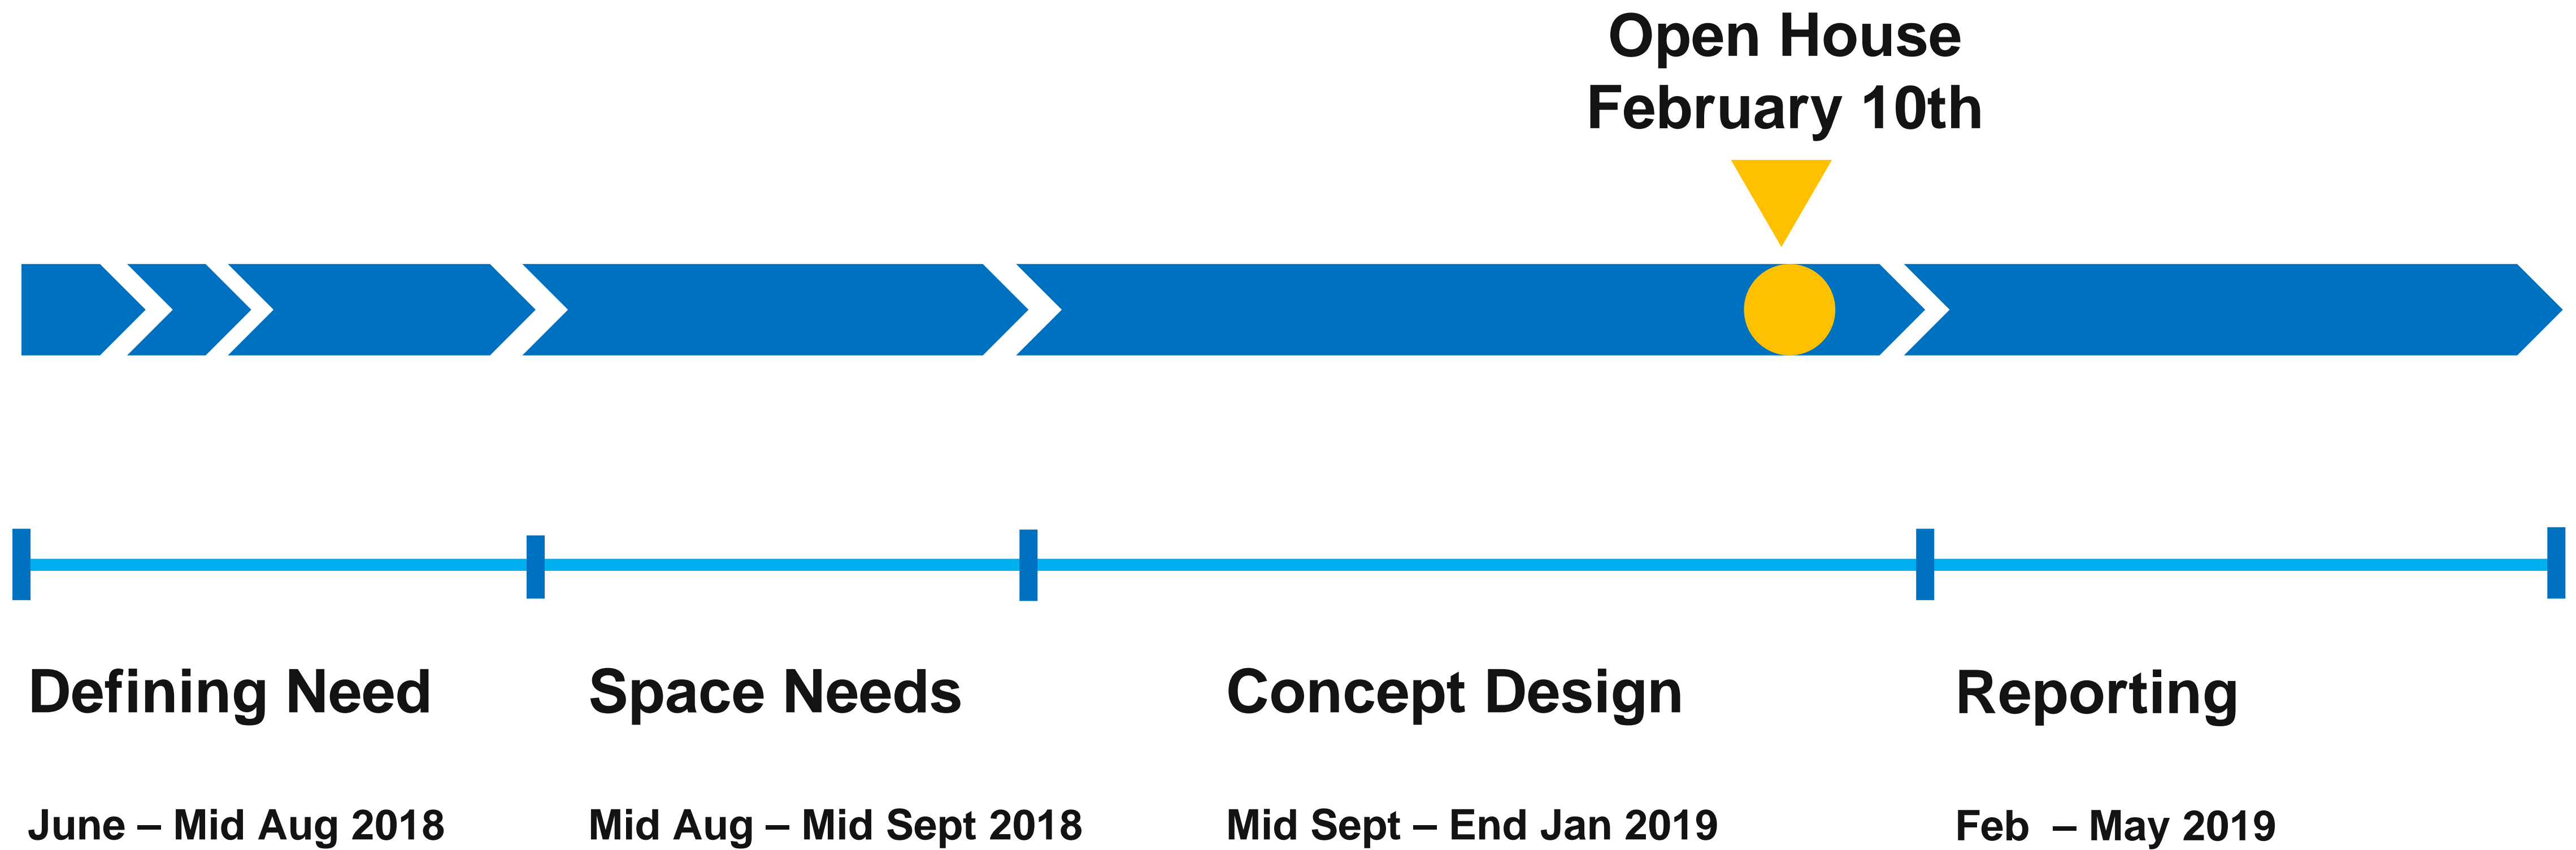 Open House
February 10th
Defining Need
Space Needs
Concept Design
Reporting
June – Mid Aug 2018
Mid Aug – Mid Sept 2018
Mid Sept – End Jan 2019
Feb – May 2019